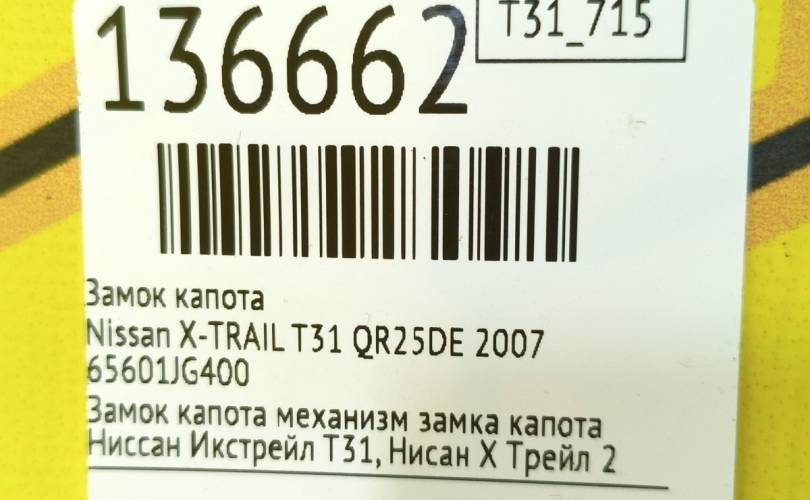 136662
T31_715
Замок капота
Nissan X-TRAIL T31 QR25DE 2007
65601JG400
Замок капота механизм замка капота
Ниссан Икстрейл Т31, Нисан Х Трейл 2